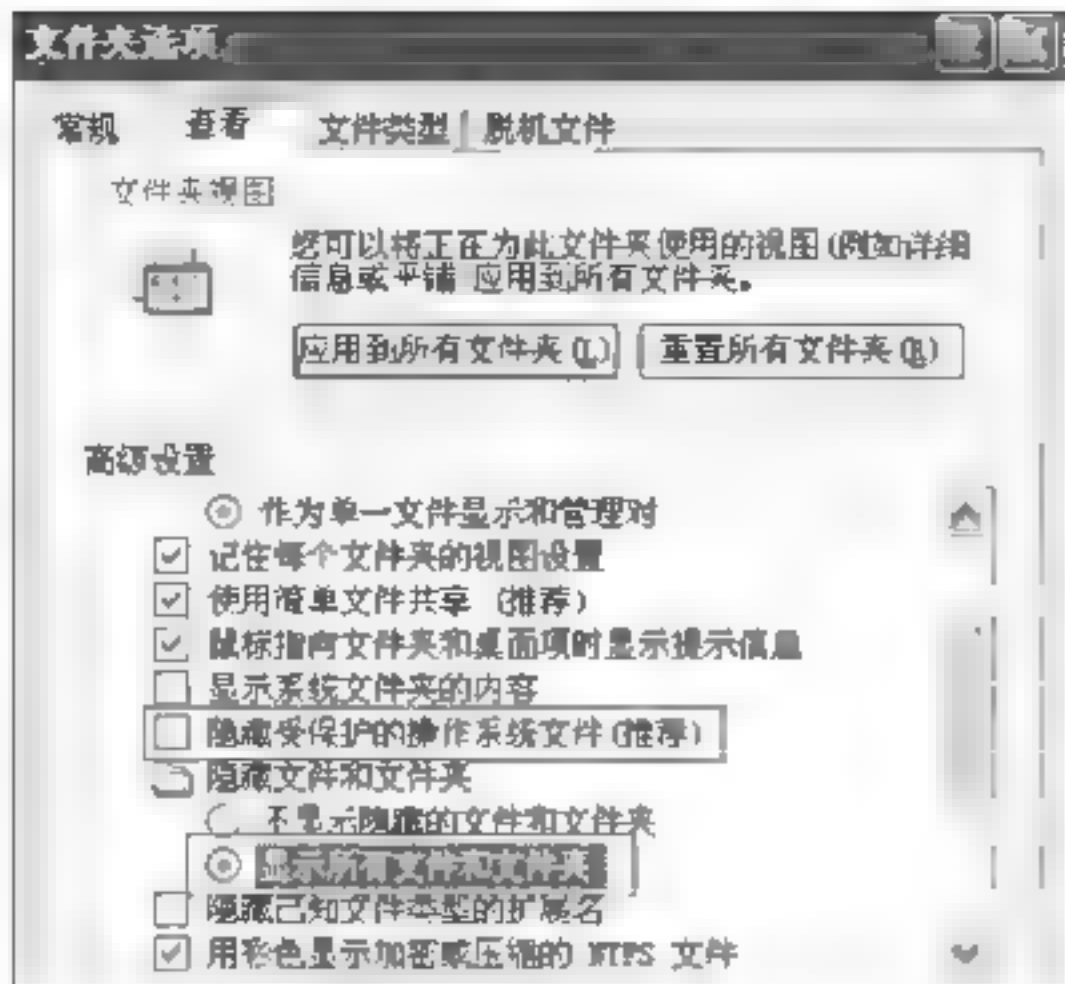 文件夹选项
常规 查看 文件类型 脱机文件
文件夹视图
您可以将正在为此文件夹使用的视图(例如详细
信息或平铺 应用到所有文件夹。
应用到所有文件夹(L) 重置所有文件夹(R)
高级设置
作为单一文件显示和管理对
记住每个文件夹的视图设置
使用简单文件共享 (推荐)
鼠标指向文件夹和桌面项时显示提示信息
显示系统文件夹的内容
隐藏受保护的操作系统文件(推荐)
隐藏文件和文件夹
不显示隐藏的文件和文件夹
显示所有文件和文件夹
隐藏已知文件类型的扩展名
用彩色显示加密或压缩的 NTFS 文件